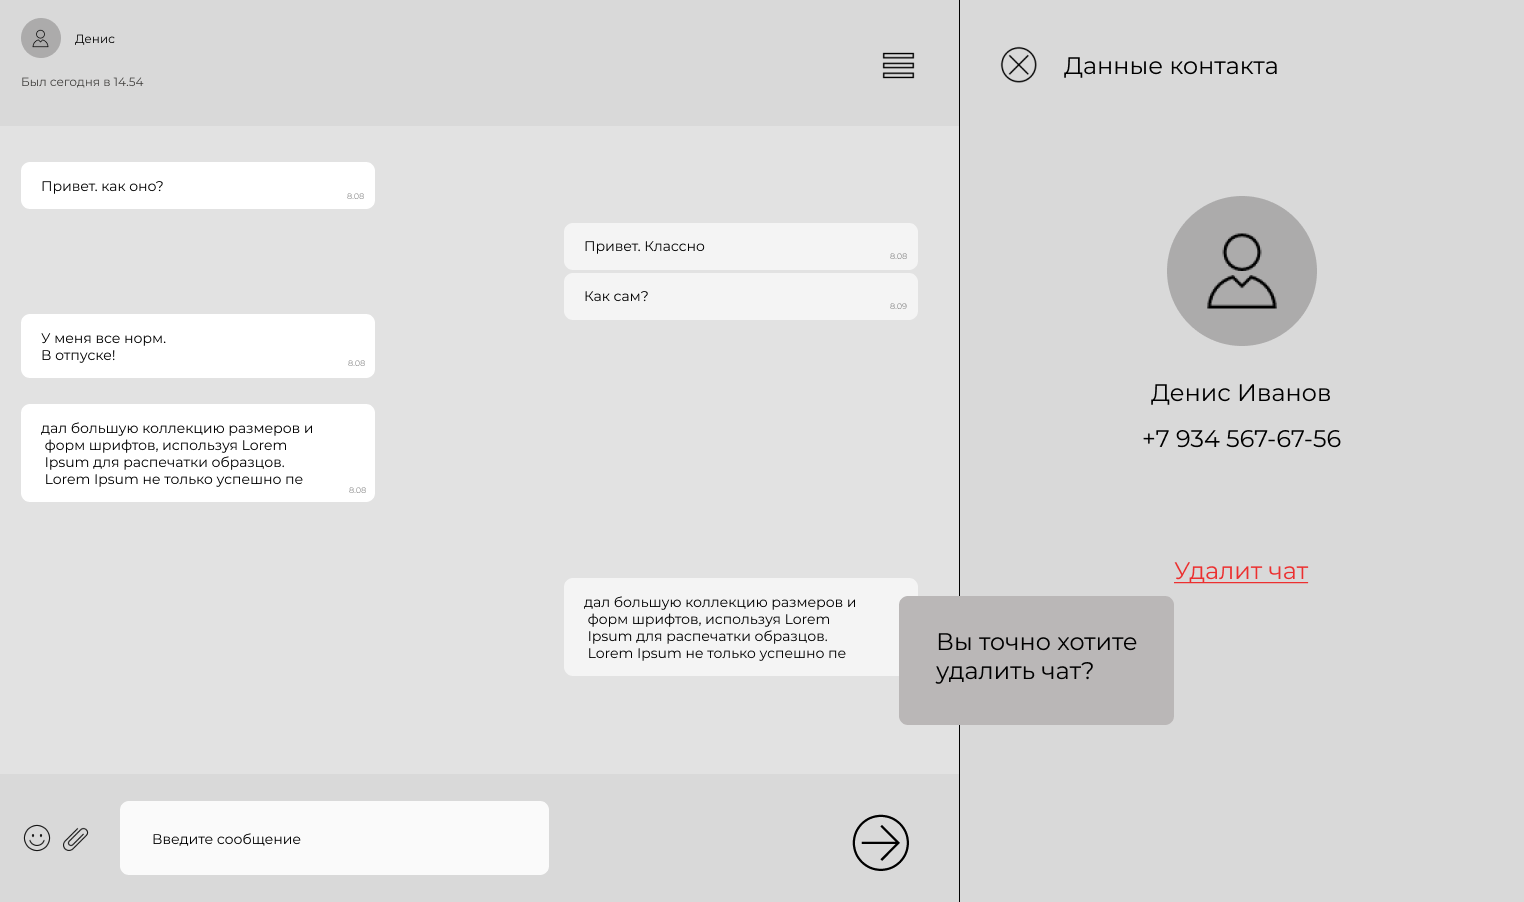 Денис
Был сегодня в 14.54
Данные контакта
Привет. как оно?
8.08
Привет. Классно
8.08
Как сам?
8.09
У меня все норм.
В отпуске!
8.08
дал большую коллекцию размеров и
форм шрифтов, используя Lorem
Ipsum для распечатки образцов.
Lorem Ipsum не только успешно пе
8.08
дал большую коллекцию размеров и
форм шрифтов, используя Lorem
Ipsum для распечатки образцов.
Lorem Ipsum не только успешно пе
Введите сообщение
Денис Иванов
+7 934 567-67-56
Удалит чат
Вы точно хотите
удалить чат?